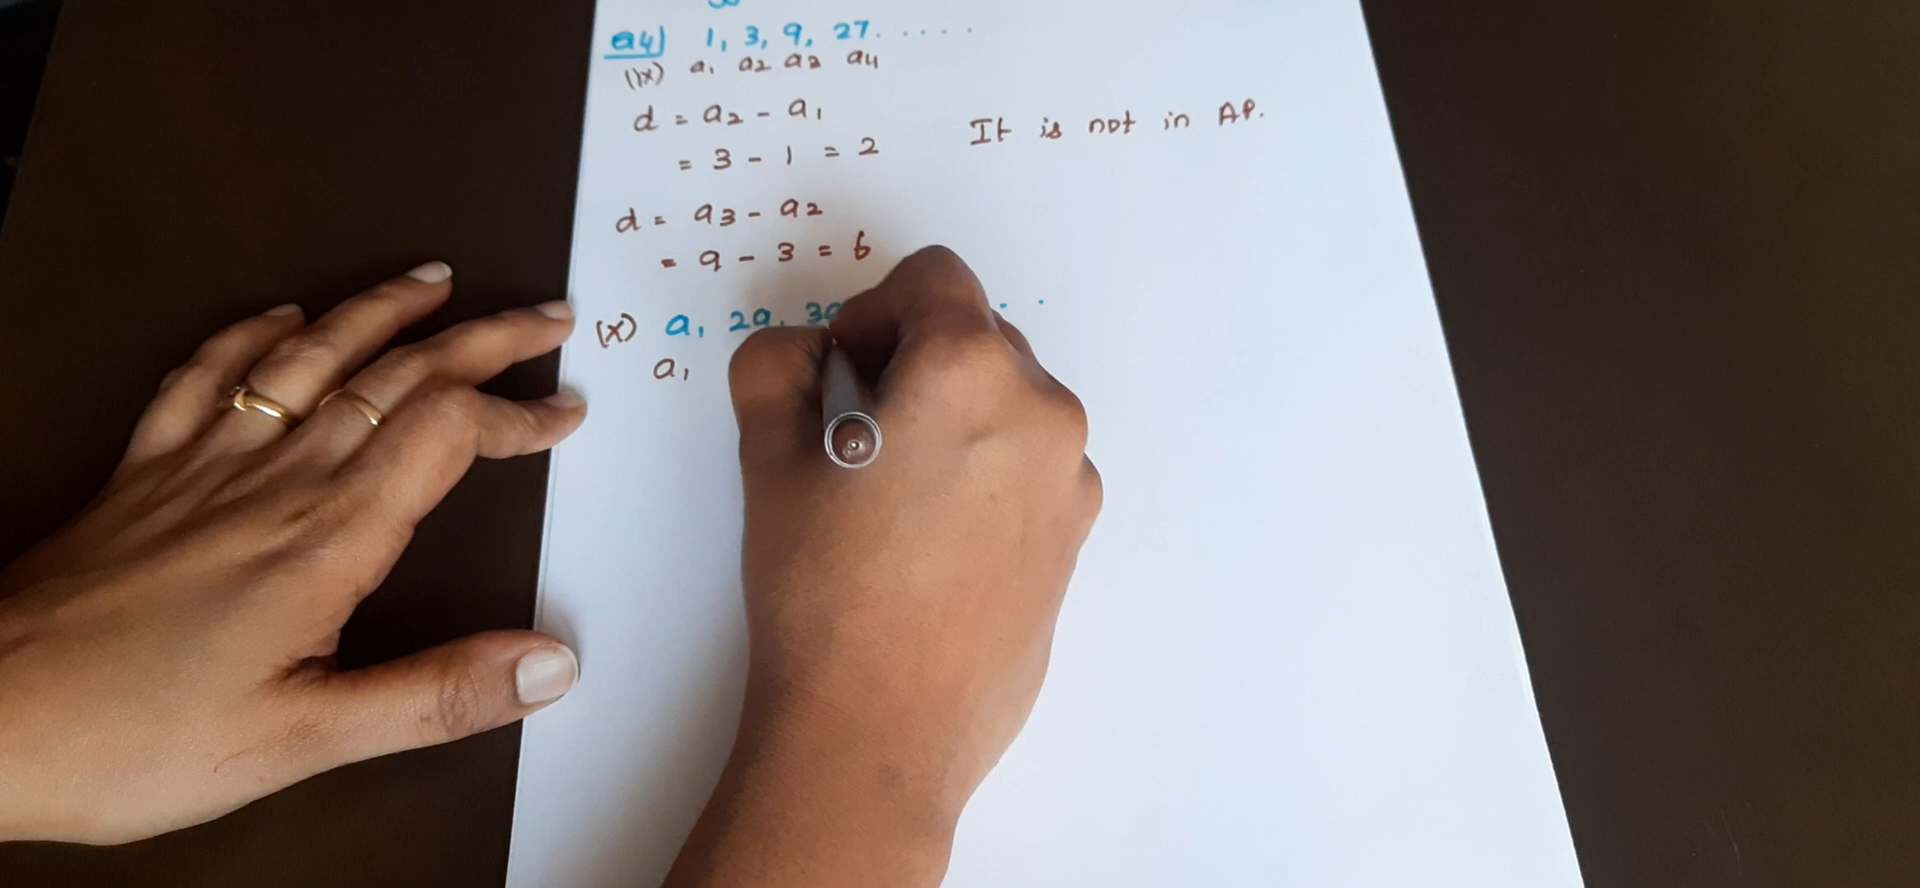 Q4) 1, 3, 9, 27. . . . . .
(ix) a1 a2 a3 a4
d = a2 - a1
= 3 - 1 = 2
It is not in AP.
d = a3 - a2
= 9 - 3 = 6
(x) a, 2a, 3a
a1